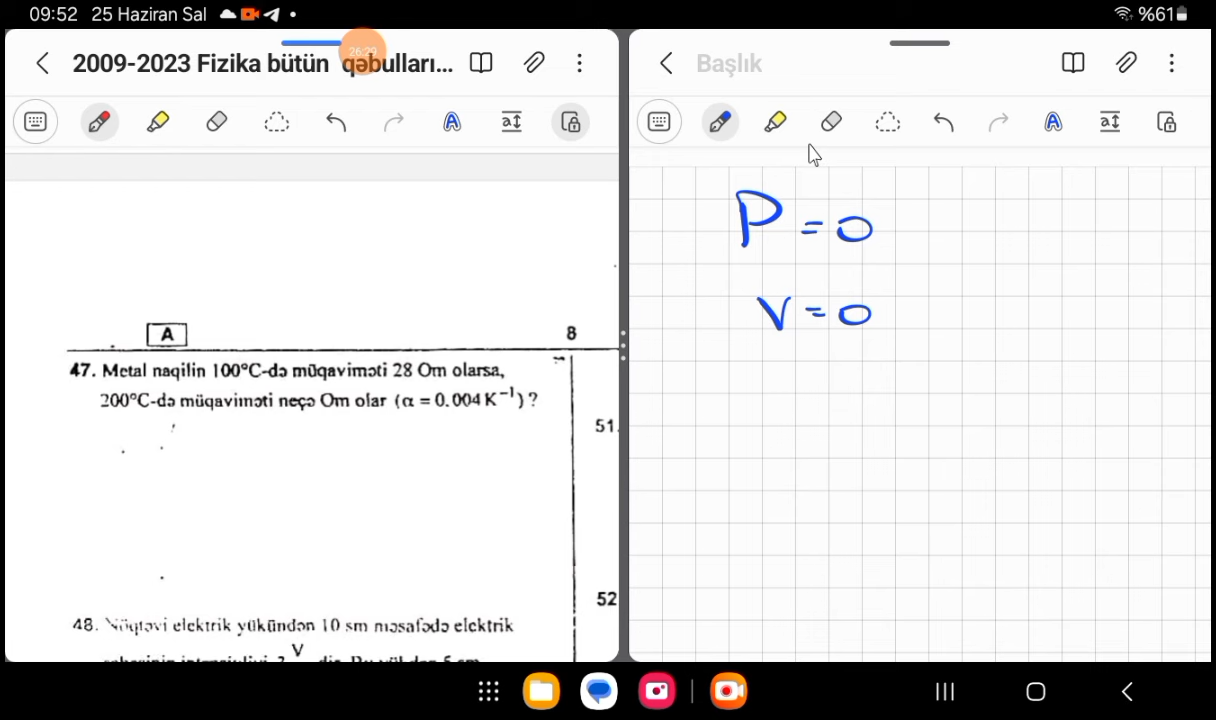 09:52 25 Haziran Sal
%61
26:29
2009-2023 Fizika bütün qəbulları...
Başlık
P = 0
V = 0
A
8
47. Metal naqilin 100°C-də müqaviməti 28 Om olarsa,
200°C-də müqaviməti neçə Om olar (α = 0.004 K⁻¹) ?
51.
52
48. Nöqtəvi elektrik yükündən 10 sm məsafədə elektrik
V